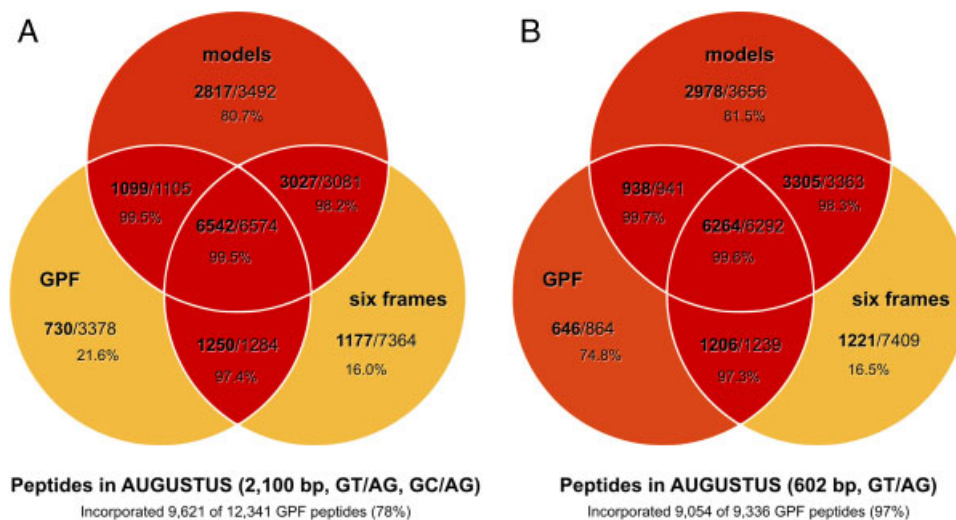 A
models
2817/3492
80.7%
1099/1105
99.5%
3027/3081
98.2%
6542/6574
99.5%
GPF
730/3378
21.6%
six frames
1177/7364
16.0%
1250/1284
97.4%
Peptides in AUGUSTUS (2,100 bp, GT/AG, GC/AG)
Incorporated 9,621 of 12,341 GPF peptides (78%)
B
models
2978/3656
81.5%
938/941
99.7%
3305/3363
98.3%
6264/6292
99.6%
GPF
646/864
74.8%
six frames
1221/7409
16.5%
1206/1239
97.3%
Peptides in AUGUSTUS (602 bp, GT/AG)
Incorporated 9,054 of 9,336 GPF peptides (97%)